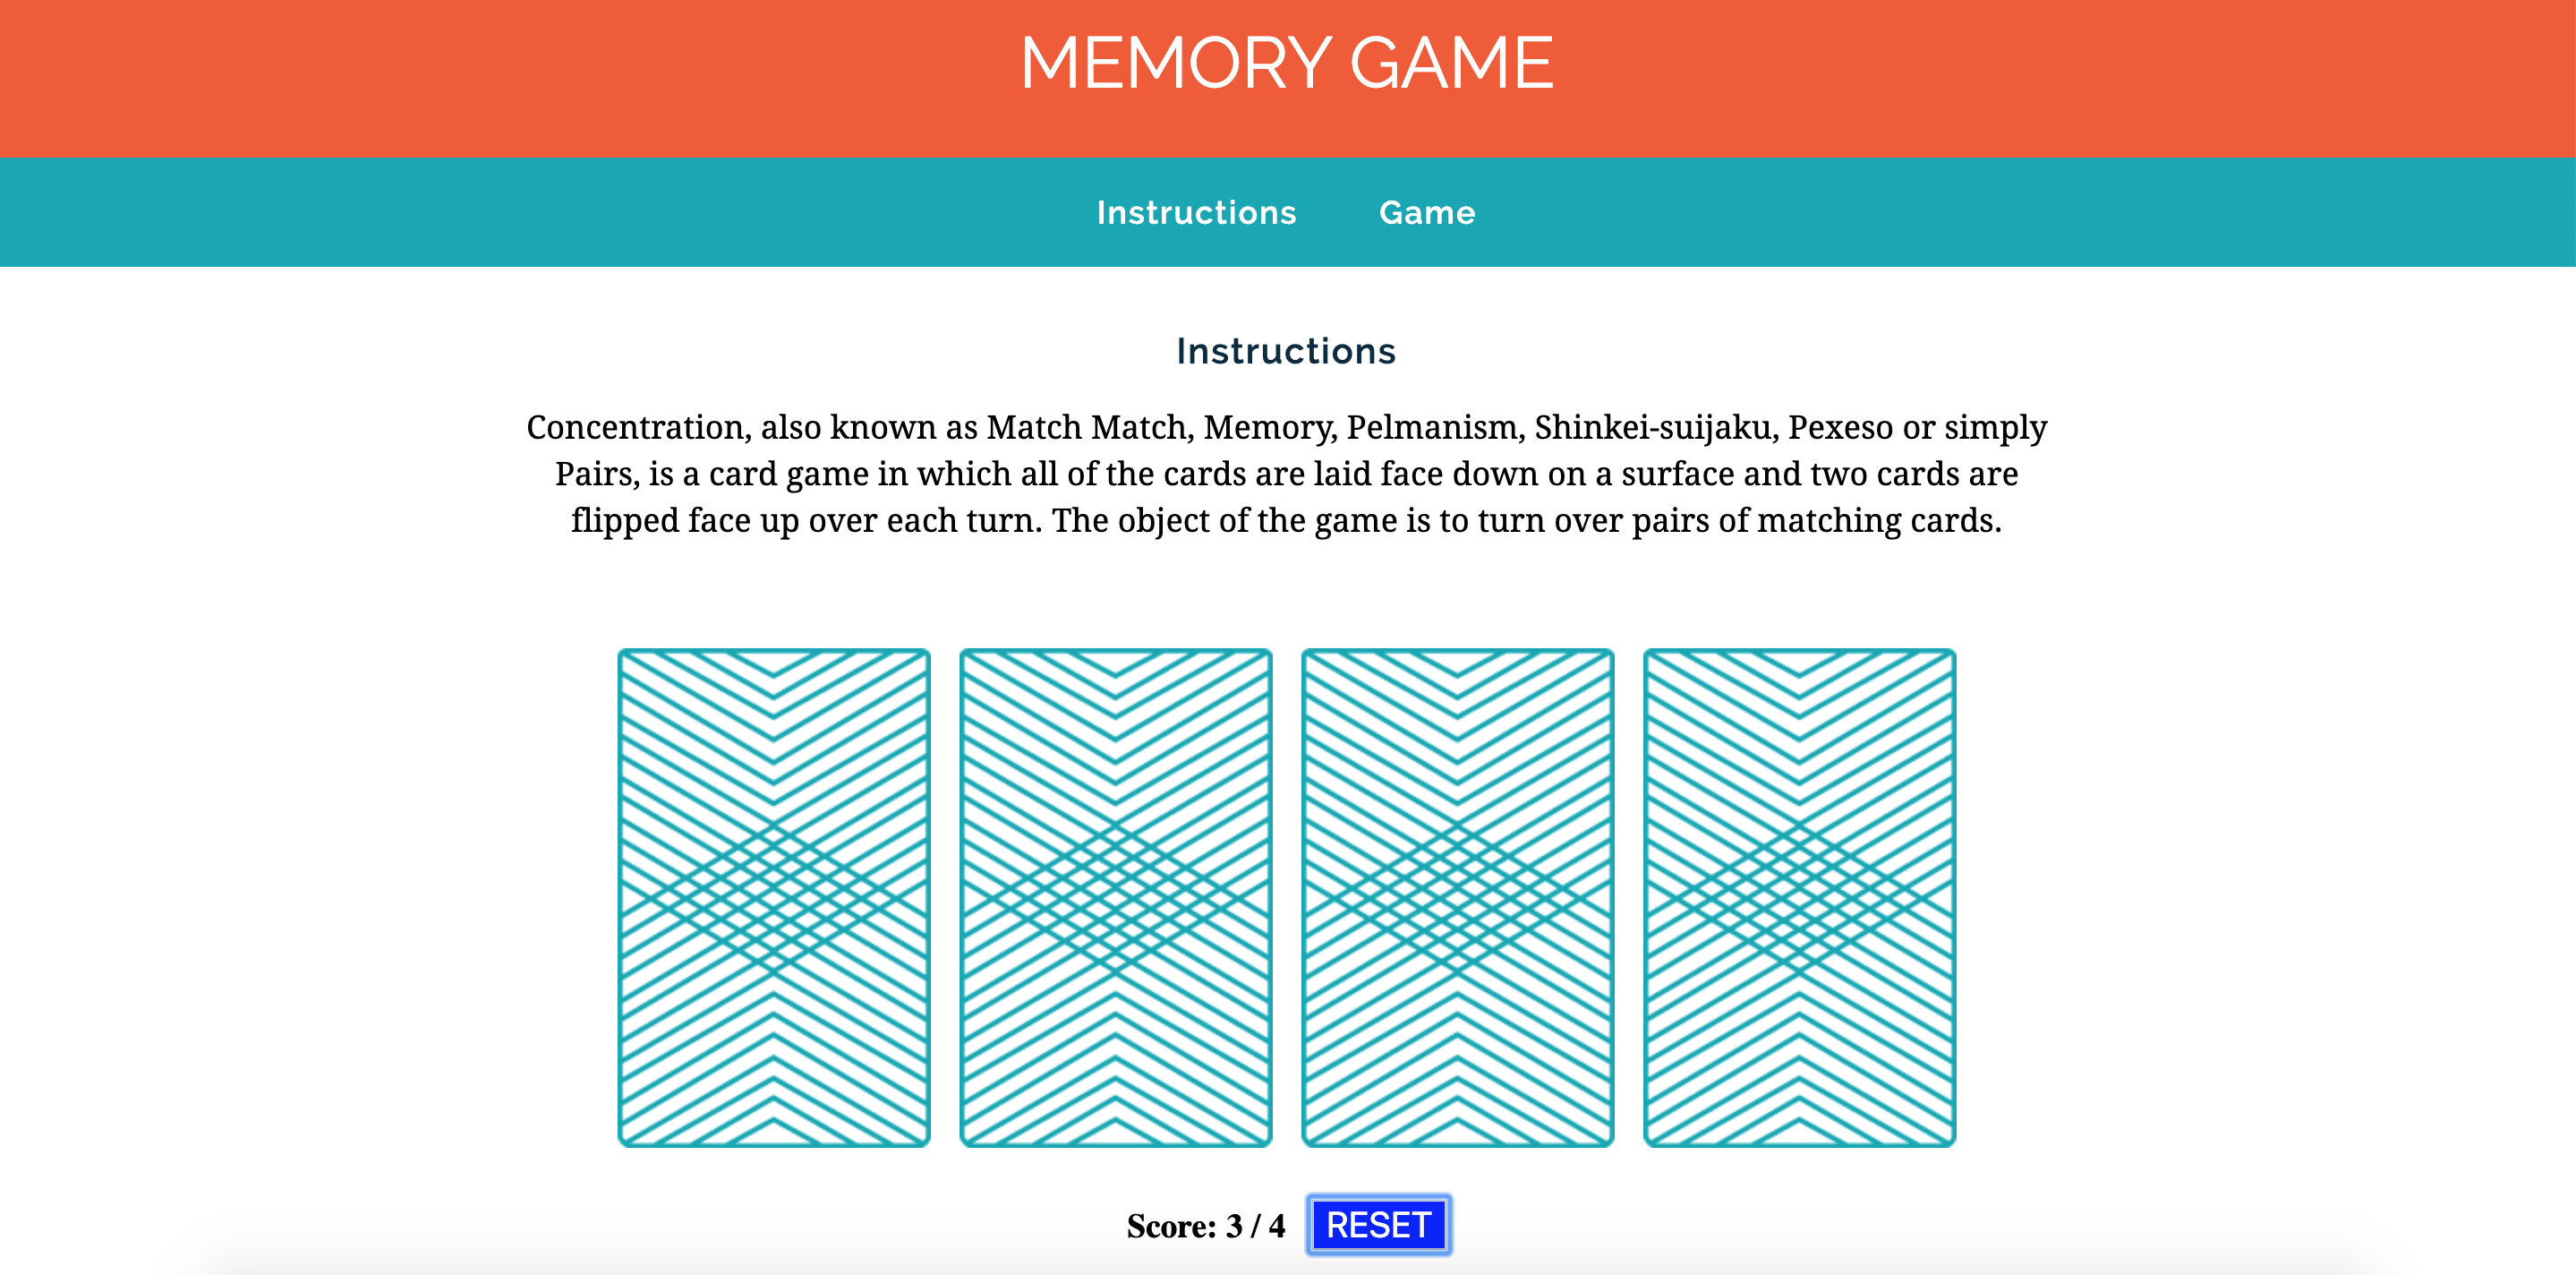 MEMORY GAME
Instructions Game
Instructions
Concentration, also known as Match Match, Memory, Pelmanism, Shinkei-suijaku, Pexeso or simply
Pairs, is a card game in which all of the cards are laid face down on a surface and two cards are
flipped face up over each turn. The object of the game is to turn over pairs of matching cards.
Score: 3 / 4 RESET